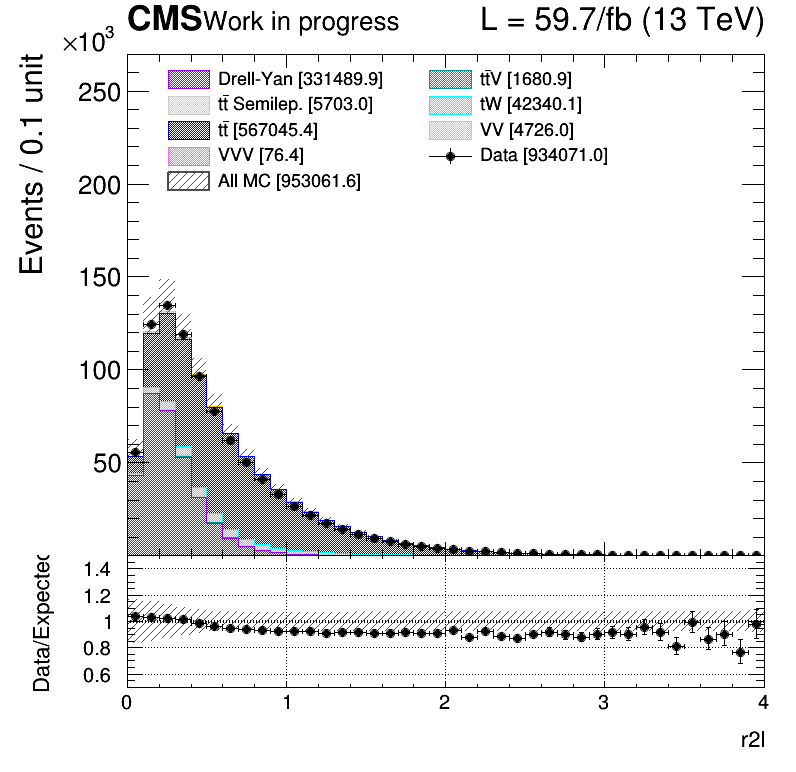 CMS Work in progress L = 59.7/fb (13 TeV)
×10³
Events / 0.1 unit
250
200
150
100
50
Drell-Yan [331489.9]
tt̄ Semilep. [5703.0]
tt̄ [567045.4]
VVV [76.4]
All MC [953061.6]
tt̄V [1680.9]
tW [42340.1]
VV [4726.0]
Data [934071.0]
Data/Expected
1.4
1.2
1
0.8
0.6
0 1 2 3 4
r2l